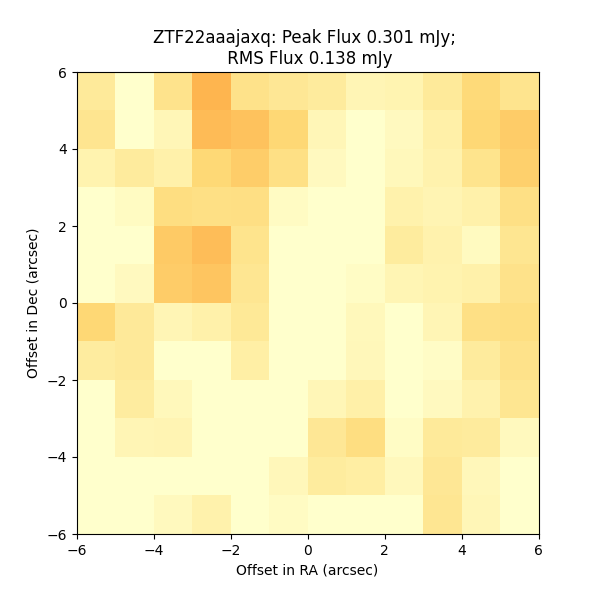 ZTF22aaajaxq: Peak Flux 0.301 mJy;
RMS Flux 0.138 mJy
6
4
2
0
−2
−4
−6
Offset in Dec (arcsec)
−6 −4 −2 0 2 4 6
Offset in RA (arcsec)